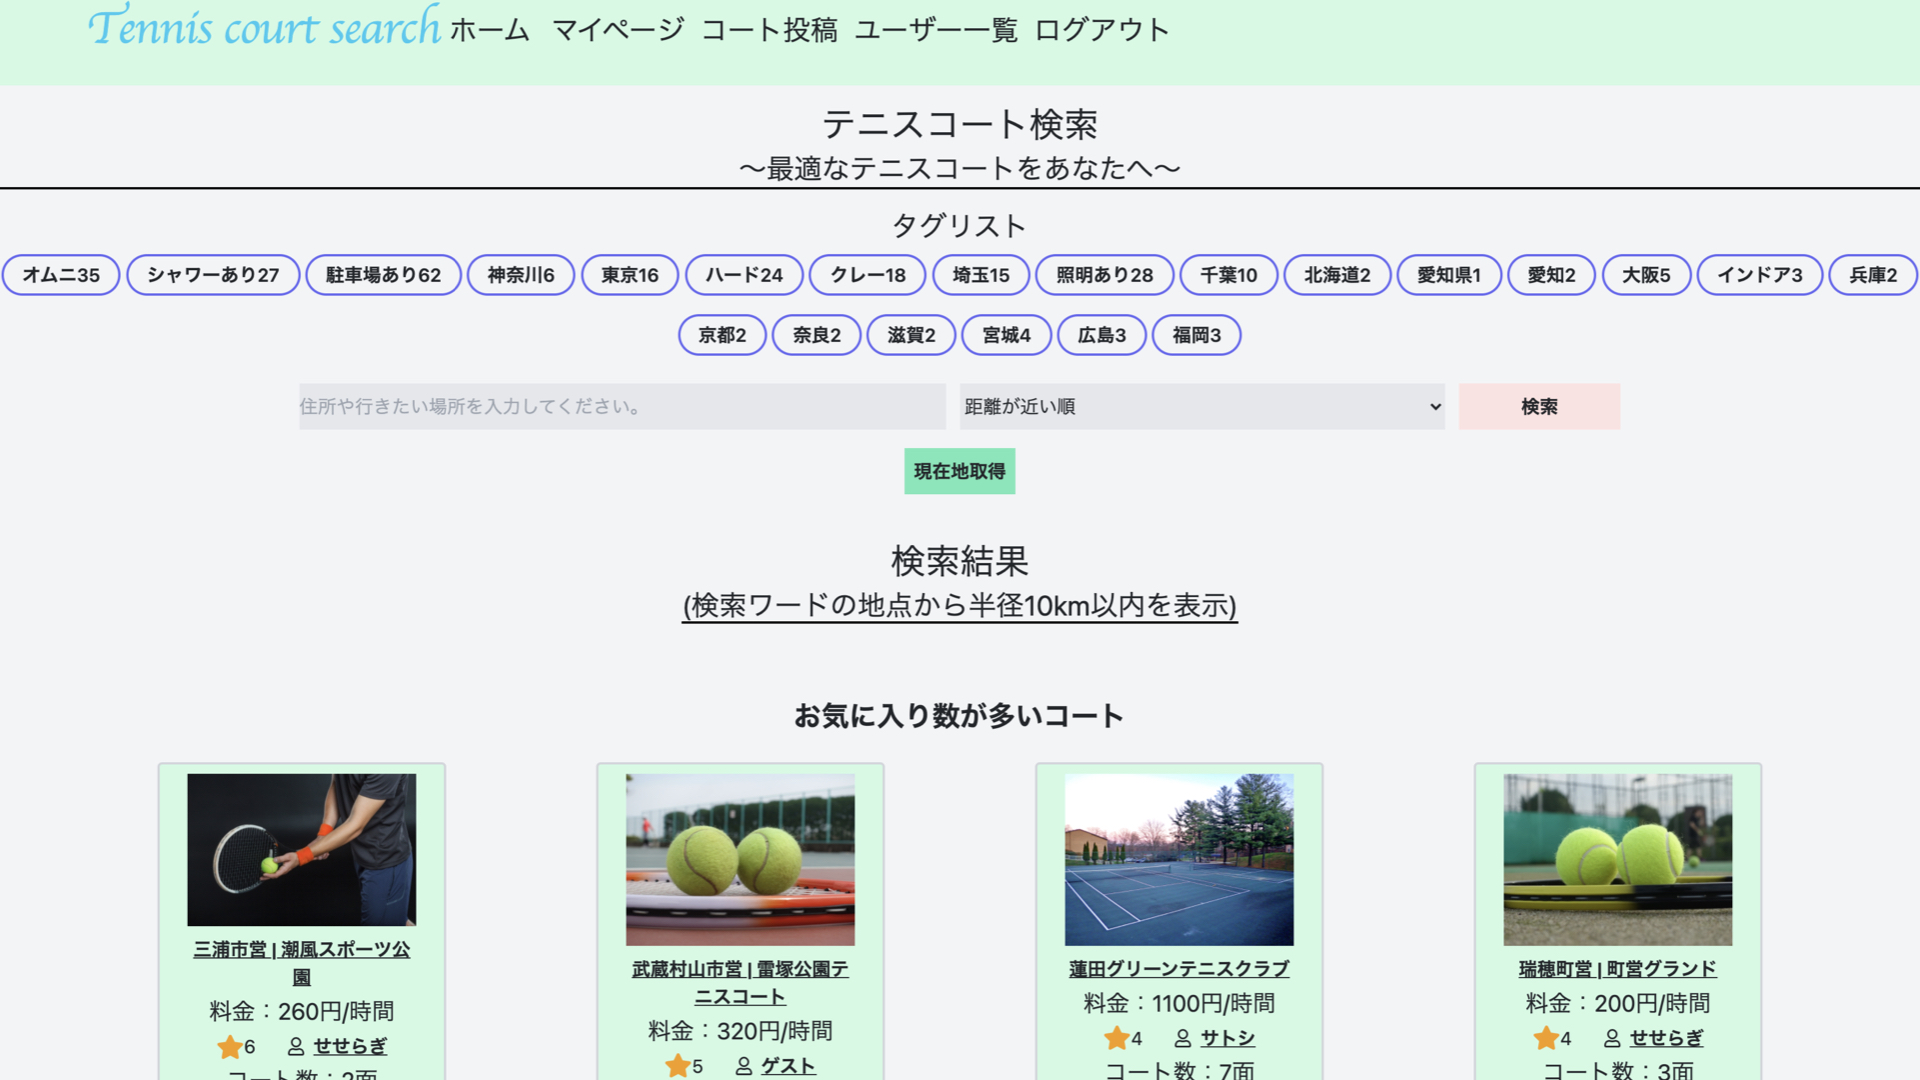 Tennis court search ホーム マイページ コート投稿 ユーザー一覧 ログアウト
テニスコート検索
〜最適なテニスコートをあなたへ〜
タグリスト
オムニ35 シャワーあり27 駐車場あり62 神奈川6 東京16 ハード24 クレー18 埼玉15 照明あり28 千葉10 北海道2 愛知県1 愛知2 大阪5 インドア3 兵庫2
京都2 奈良2 滋賀2 宮城4 広島3 福岡3
住所や行きたい場所を入力してください。 距離が近い順 検索
現在地取得
検索結果
(検索ワードの地点から半径10km以内を表示)
お気に入り数が多いコート
三浦市営 | 潮風スポーツ公
園
料金：260円/時間
6 せせらぎ
コート数：2面
武蔵村山市営 | 雷塚公園テ
ニスコート
料金：320円/時間
5 ゲスト
蓮田グリーンテニスクラブ
料金：1100円/時間
4 サトシ
コート数：7面
瑞穂町営 | 町営グランド
料金：200円/時間
4 せせらぎ
コート数：3面